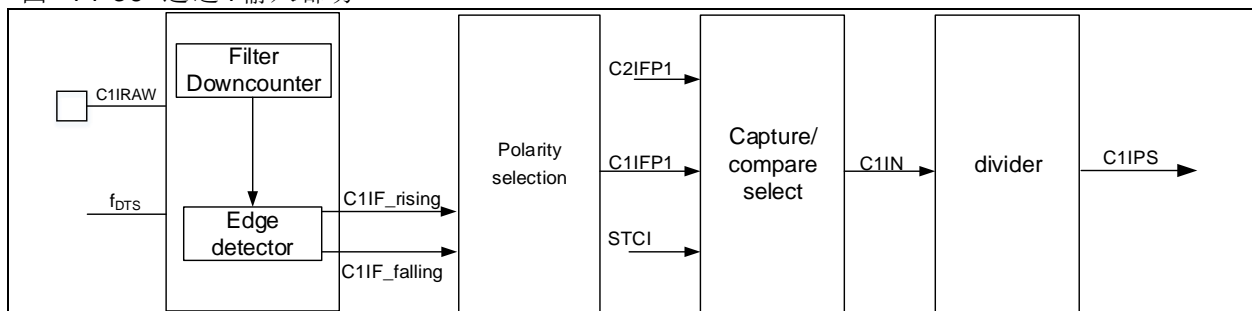 Filter
Downcounter
C1IRAW
fDTS
Edge
detector
C1IF_rising
C1IF_falling
Polarity
selection
C2IFP1
C1IFP1
STCI
Capture/
compare
select
C1IN
divider
C1IPS